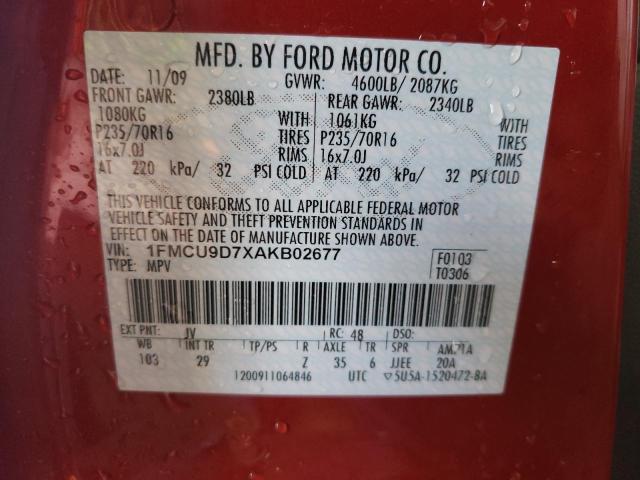 MFD. BY FORD MOTOR CO.
DATE: 11/09 GVWR: 4600LB/ 2087KG
FRONT GAWR: 2380LB REAR GAWR: 2340LB
1080KG WITH 1061KG WITH
P235/70R16 TIRES P235/70R16 TIRES
16x7.0J RIMS 16x7.0J RIMS
AT 220 kPa/ 32 PSI COLD AT 220 kPa/ 32 PSI COLD
THIS VEHICLE CONFORMS TO ALL APPLICABLE FEDERAL MOTOR
VEHICLE SAFETY AND THEFT PREVENTION STANDARDS IN
EFFECT ON THE DATE OF MANUFACTURE SHOWN ABOVE.
VIN: 1FMCU9D7XAKB02677 F0103
TYPE: MPV T0306
EXT PNT: JV RC: 48 DSO:
WB INT TR TP/PS R AXLE TR SPR
103 29 Z 35 6 JJEE 20A
1200911064846 UTC ▽5U5A-1520472-BA